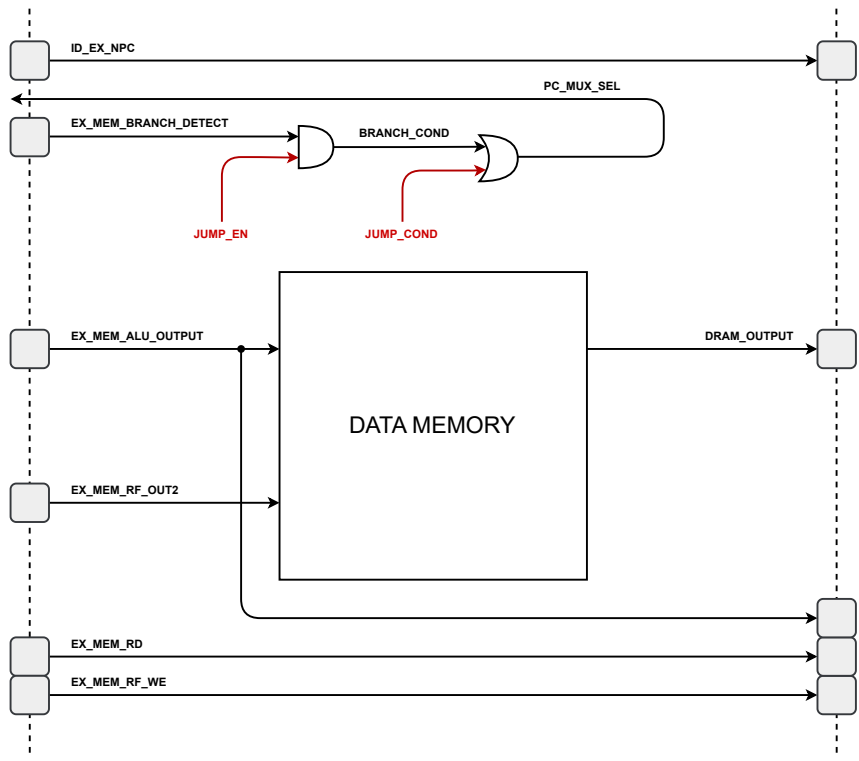 ID_EX_NPC
PC_MUX_SEL
EX_MEM_BRANCH_DETECT
BRANCH_COND
JUMP_EN
JUMP_COND
EX_MEM_ALU_OUTPUT
DRAM_OUTPUT
DATA MEMORY
EX_MEM_RF_OUT2
EX_MEM_RD
EX_MEM_RF_WE